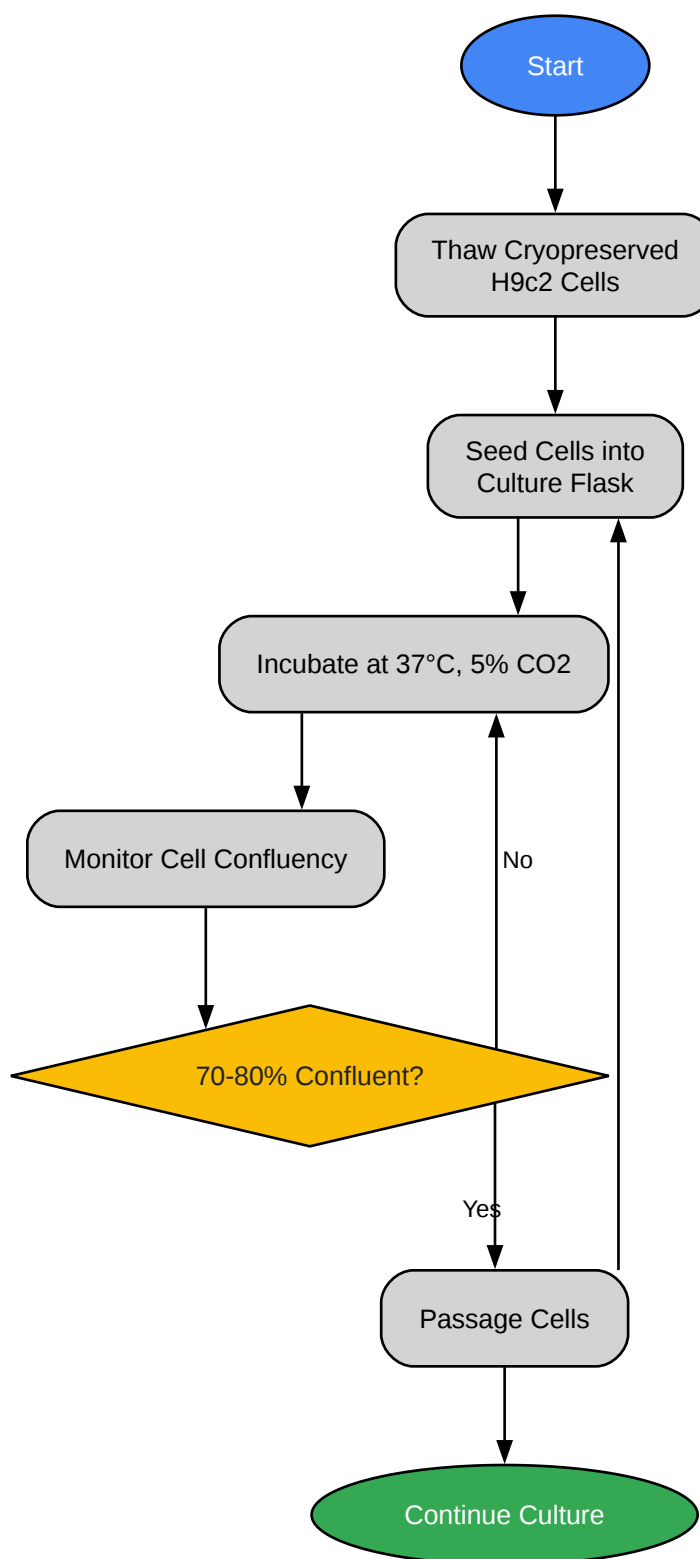 Start
Thaw Cryopreserved
H9c2 Cells
Seed Cells into
Culture Flask
Incubate at 37°C, 5% CO2
Monitor Cell Confluency
No
70-80% Confluent?
Yes
Passage Cells
Continue Culture